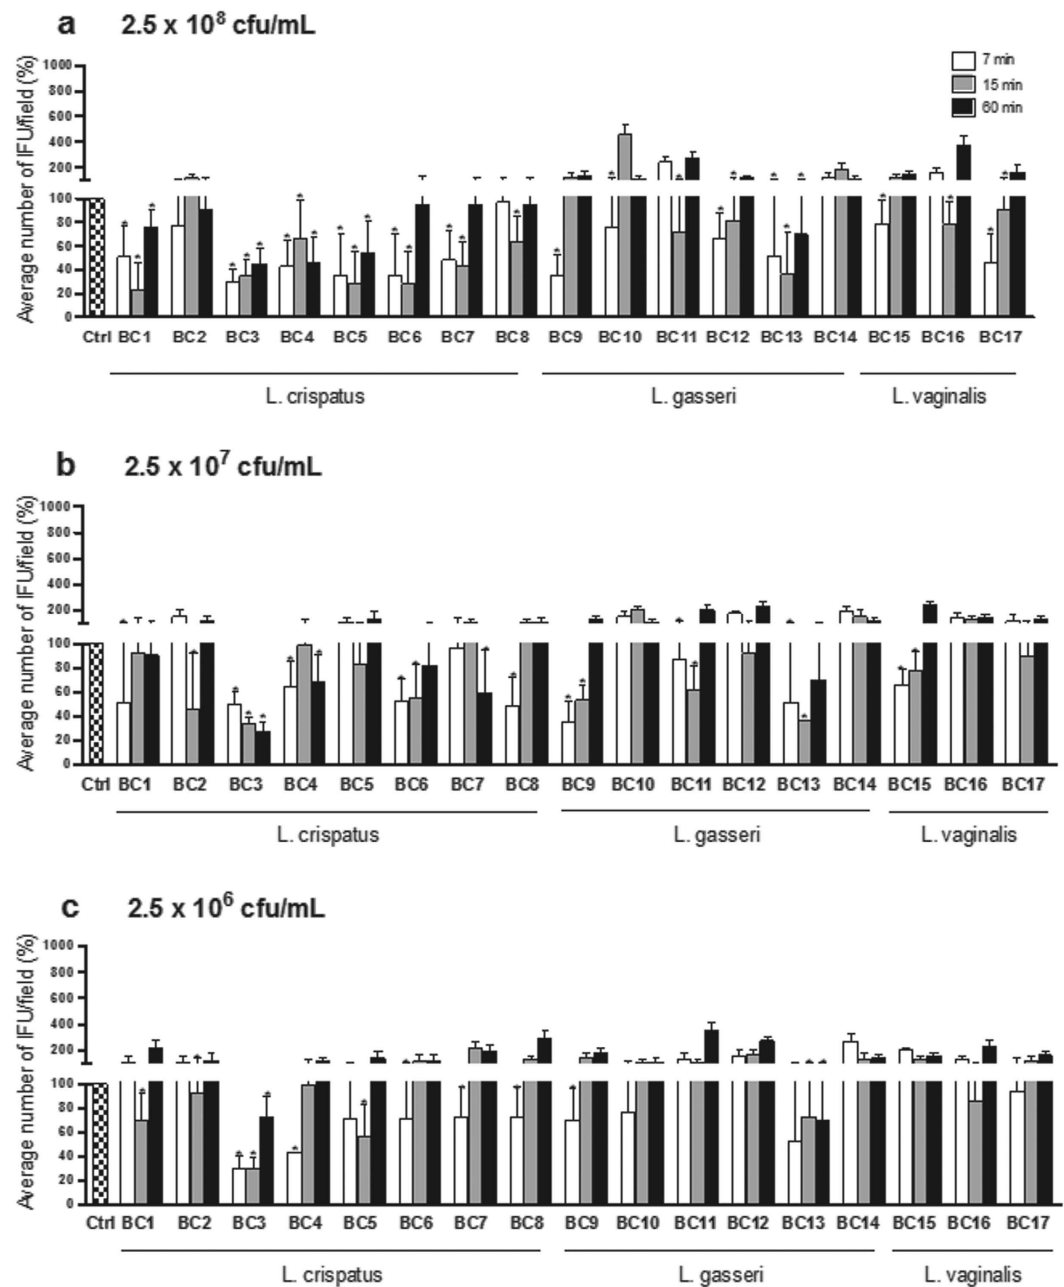 a 2.5 x 10⁸ cfu/mL
Average number of IFU/field (%)
1000
800
600
400
200
100
80
60
40
20
0
7 min
15 min
60 min
Ctrl BC1 BC2 BC3 BC4 BC5 BC6 BC7 BC8 BC9 BC10 BC11 BC12 BC13 BC14 BC15 BC16 BC17
L. crispatus L. gasseri L. vaginalis
b 2.5 x 10⁷ cfu/mL
Average number of IFU/field (%)
1000
800
600
400
200
100
80
60
40
20
0
Ctrl BC1 BC2 BC3 BC4 BC5 BC6 BC7 BC8 BC9 BC10 BC11 BC12 BC13 BC14 BC15 BC16 BC17
L. crispatus L. gasseri L. vaginalis
c 2.5 x 10⁶ cfu/mL
Average number of IFU/field (%)
1000
800
600
400
200
100
80
60
40
20
0
Ctrl BC1 BC2 BC3 BC4 BC5 BC6 BC7 BC8 BC9 BC10 BC11 BC12 BC13 BC14 BC15 BC16 BC17
L. crispatus L. gasseri L. vaginalis